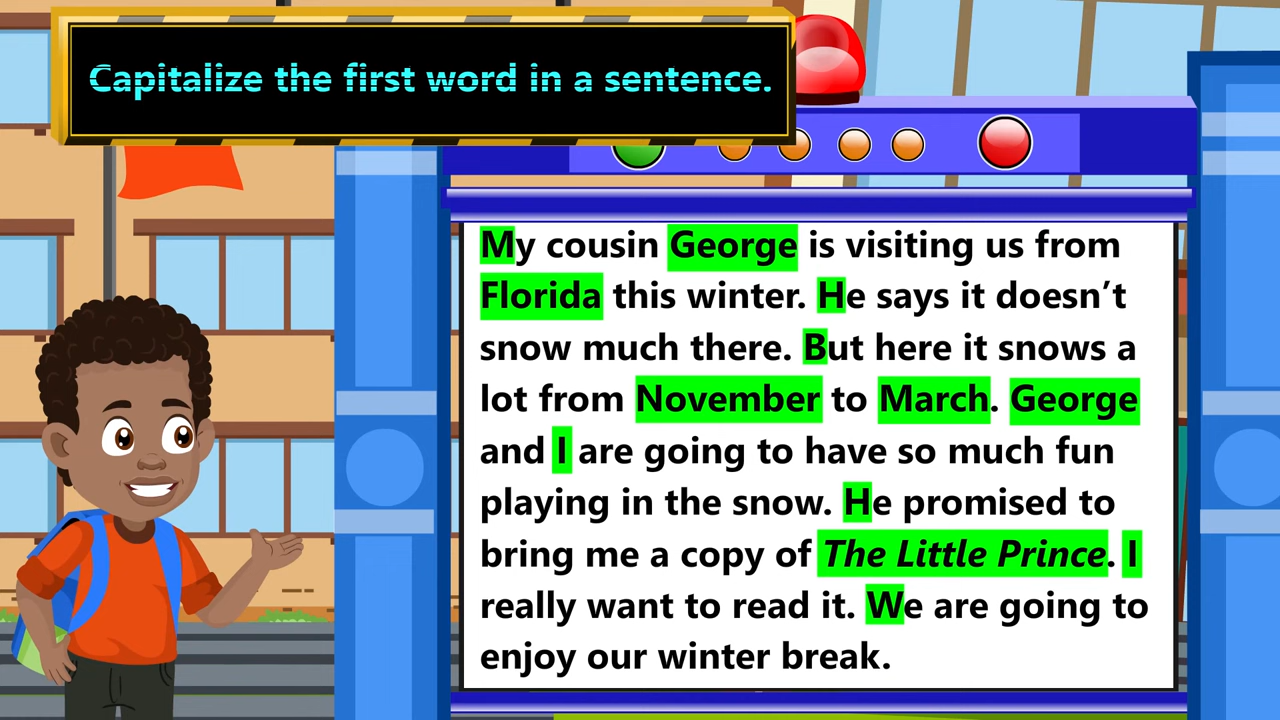 Capitalize the first word in a sentence.
My cousin George is visiting us from
Florida this winter. He says it doesn’t
snow much there. But here it snows a
lot from November to March. George
and I are going to have so much fun
playing in the snow. He promised to
bring me a copy of The Little Prince. I
really want to read it. We are going to
enjoy our winter break.